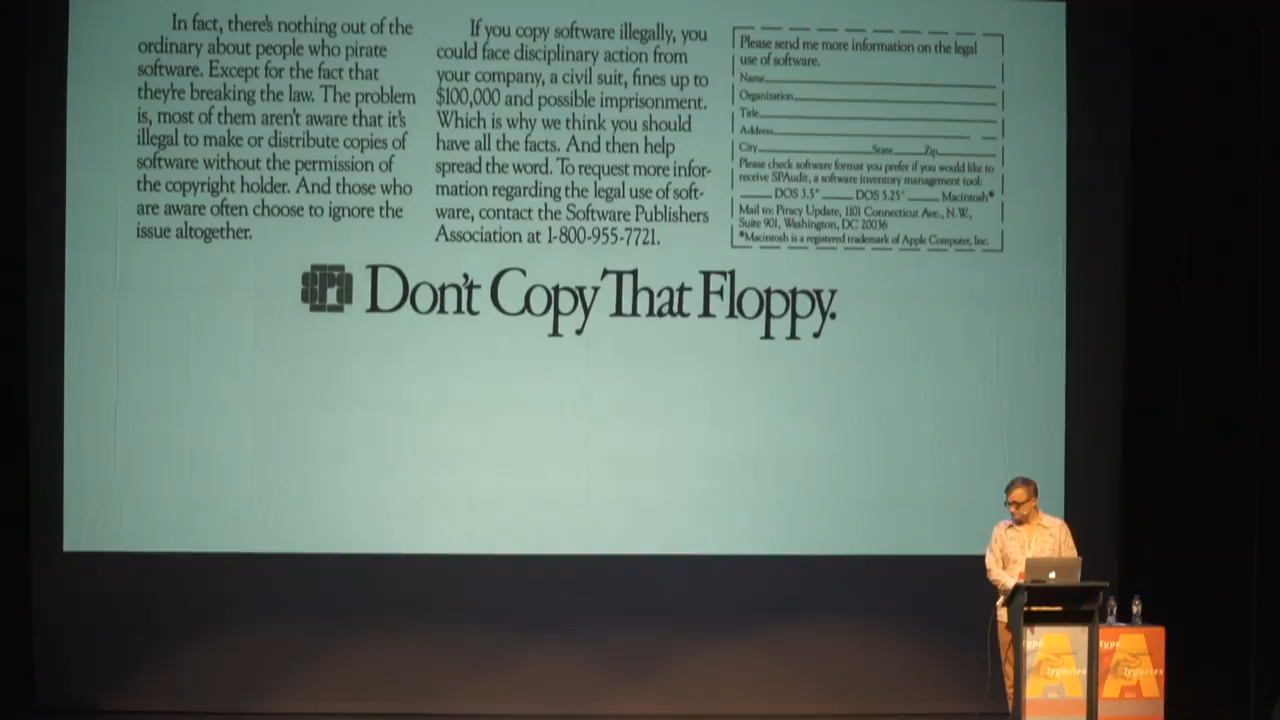 In fact, there's nothing out of the
ordinary about people who pirate
software. Except for the fact that
they're breaking the law. The problem
is, most of them aren't aware that it's
illegal to make or distribute copies of
software without the permission of
the copyright holder. And those who
are aware often choose to ignore the
issue altogether.
If you copy software illegally, you
could face disciplinary action from
your company, a civil suit, fines up to
$100,000 and possible imprisonment.
Which is why we think you should
have all the facts. And then help
spread the word. To request more infor-
mation regarding the legal use of soft-
ware, contact the Software Publishers
Association at 1-800-955-7721.
Please send me more information on the legal
use of software.
Name
Organization
Title
Address
City State Zip
Please check software format you prefer if you would like to
receive SPAudit, a software inventory management tool:
DOS 3.5" DOS 5.25" Macintosh*
Mail to: Piracy Update, 1101 Connecticut Ave., N.W.,
Suite 901, Washington, DC 20036
*Macintosh is a registered trademark of Apple Computer, Inc.
SPA Don't Copy That Floppy.
type
A
legacies
type
A
legacies